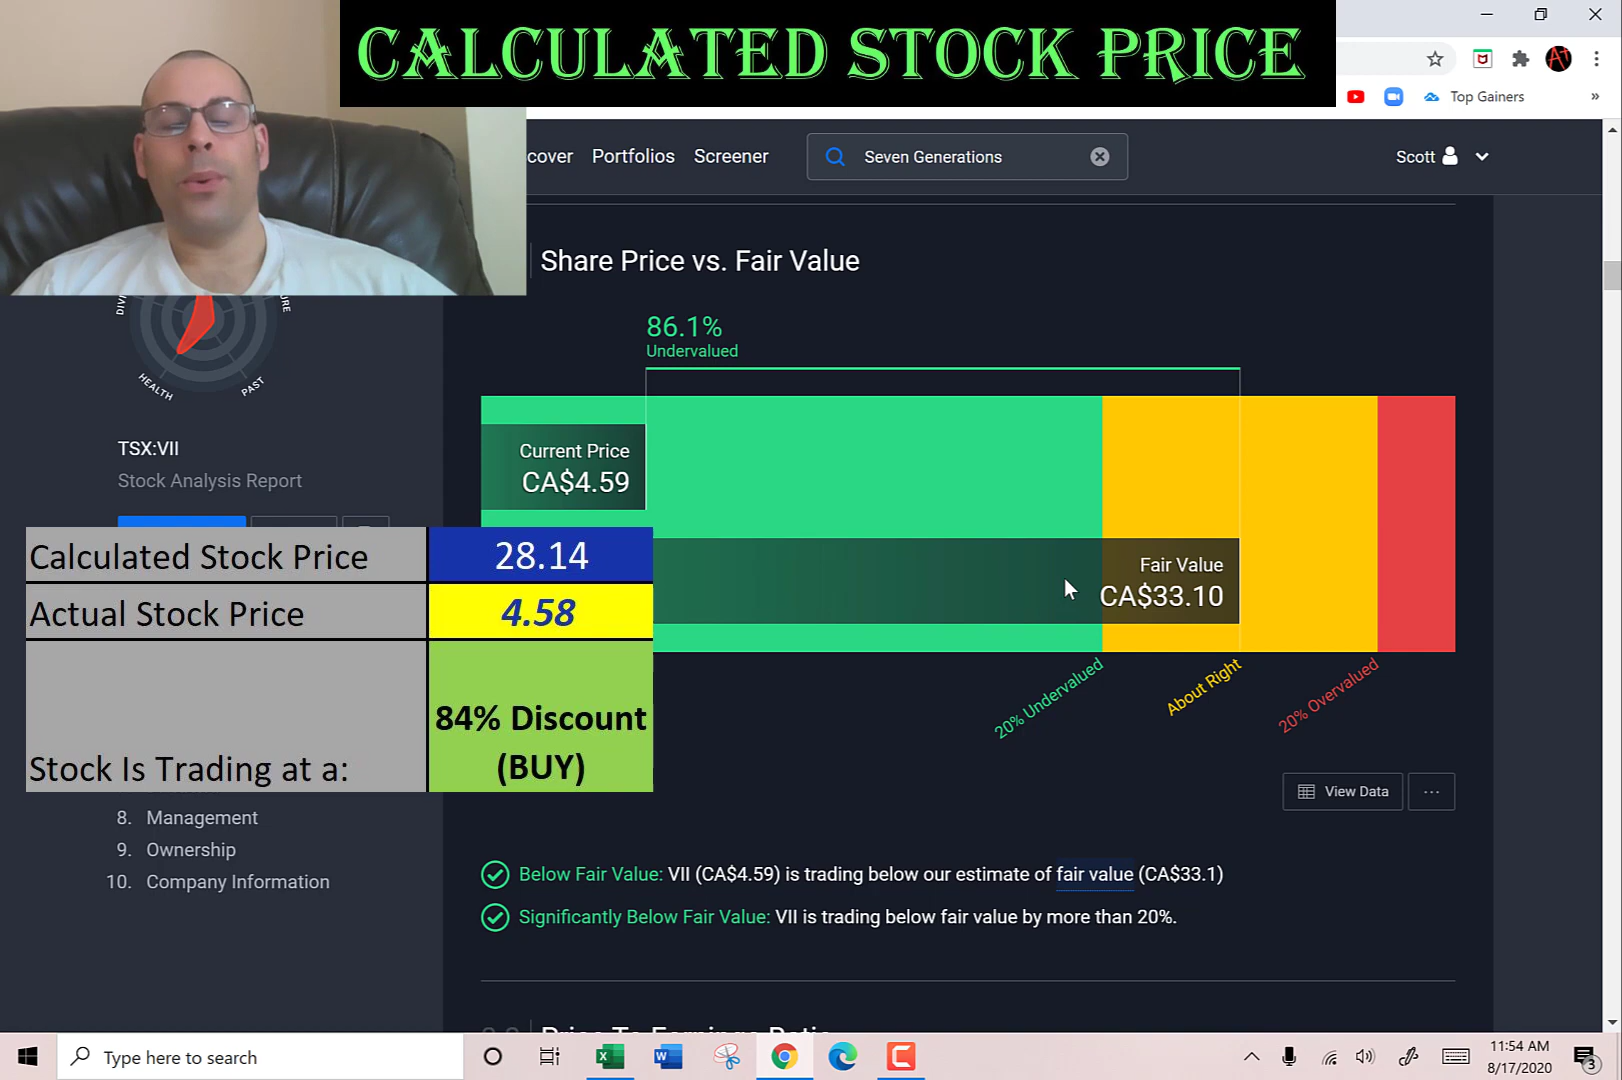 CALCULATED STOCK PRICE
Top Gainers
»
cover Portfolios Screener
Seven Generations
Scott
Share Price vs. Fair Value
86.1%
Undervalued
HEALTH
PAST
TSX:VII
Stock Analysis Report
Current Price
CA$4.59
Fair Value
CA$33.10
20% Undervalued
About Right
20% Overvalued
Calculated Stock Price 28.14
Actual Stock Price 4.58
Stock Is Trading at a: 84% Discount
(BUY)
8. Management
9. Ownership
10. Company Information
View Data
...
Below Fair Value: VII (CA$4.59) is trading below our estimate of fair value (CA$33.1)
Significantly Below Fair Value: VII is trading below fair value by more than 20%.
Price To Earnings Ratio
Type here to search
11:54 AM
8/17/2020
3